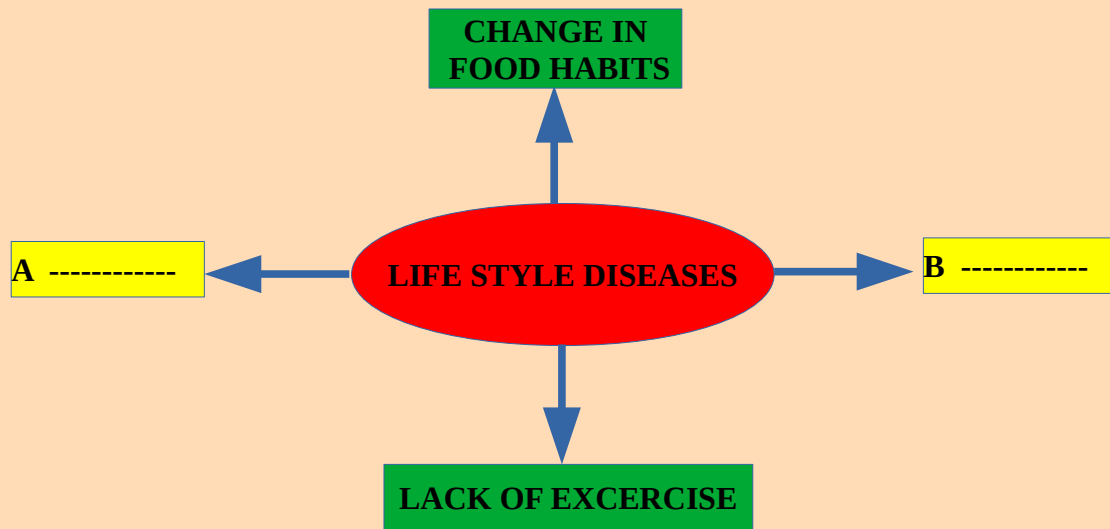 CHANGE IN
FOOD HABITS
A ------------
LIFE STYLE DISEASES
B ------------
LACK OF EXCERCISE